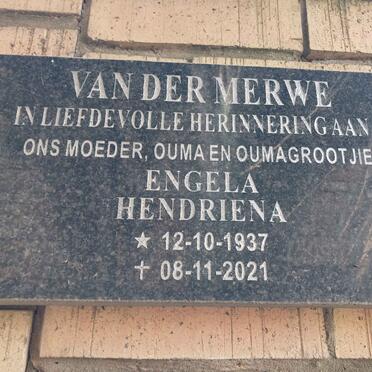 VAN DER MERWE
IN LIEFDEVOLLE HERINNERING AAN
ONS MOEDER, OUMA EN OUMAGROOTJIE
ENGELA
HENDRIENA
★ 12-10-1937
✝ 08-11-2021